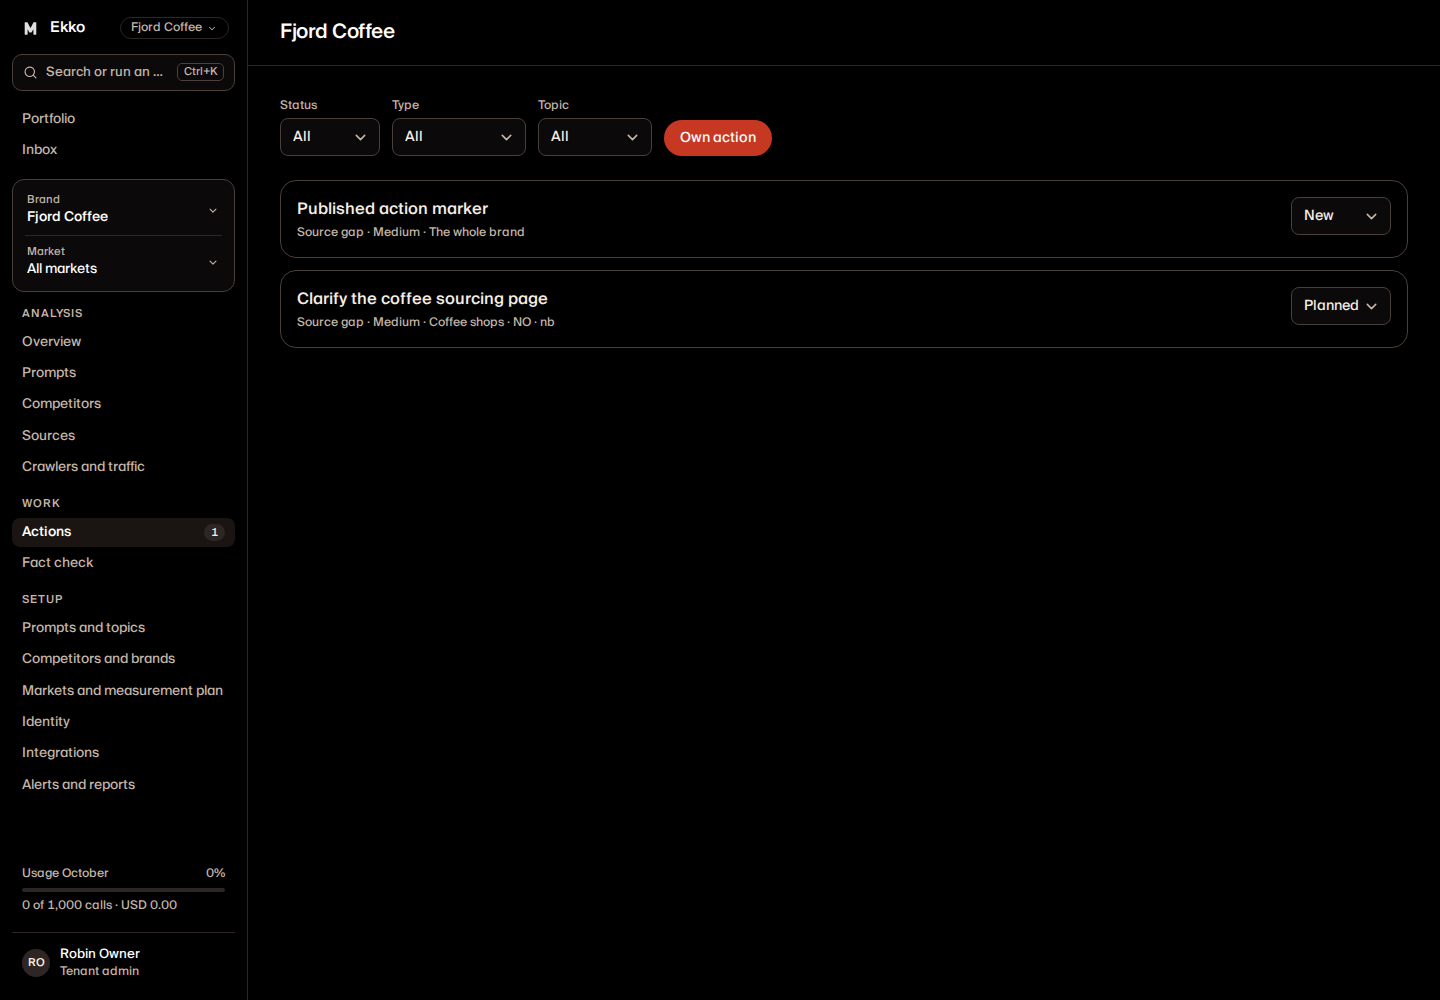 Ekko
Fjord Coffee
Search or run an ...
Ctrl+K
Portfolio
Inbox
Brand
Fjord Coffee
Market
All markets
ANALYSIS
Overview
Prompts
Competitors
Sources
Crawlers and traffic
WORK
Actions
1
Fact check
SETUP
Prompts and topics
Competitors and brands
Markets and measurement plan
Identity
Integrations
Alerts and reports
Usage October
0%
0 of 1,000 calls · USD 0.00
RO
Robin Owner
Tenant admin
Fjord Coffee
Status
Type
Topic
All
All
All
Own action
Published action marker
Source gap · Medium · The whole brand
New
Clarify the coffee sourcing page
Source gap · Medium · Coffee shops · NO · nb
Planned